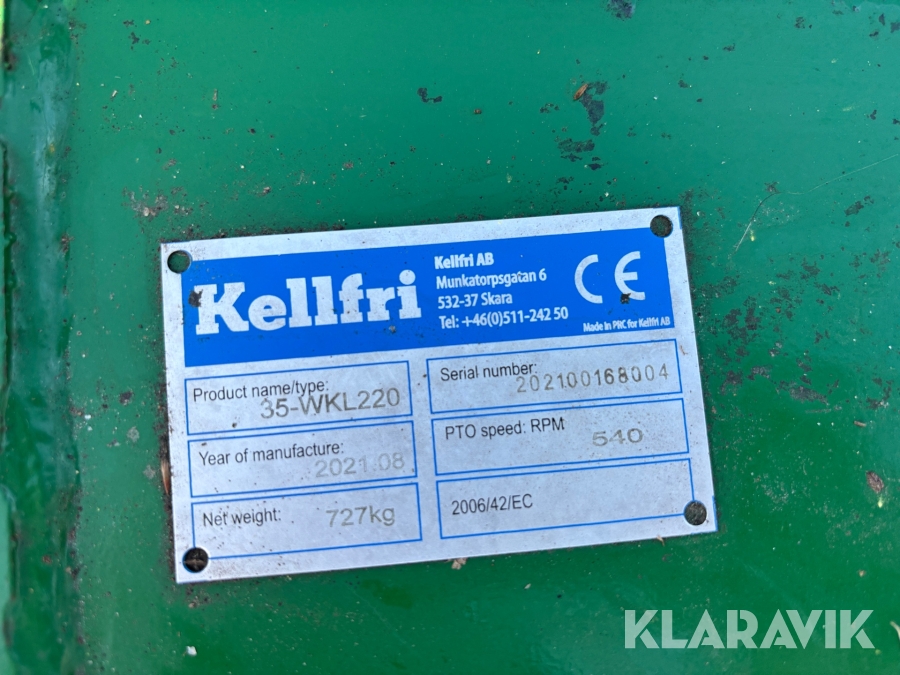 Kellfri
Kellfri AB
Munkatorpsgatan 6
532-37 Skara
Tel: +46(0)511-242 50
CE
Made in PRC for Kellfri AB
Product name/type:
35-WKL220
Serial number:
202100168004
Year of manufacture:
2021.08
PTO speed: RPM
540
Net weight:
727kg
2006/42/EC
KLARAVIK